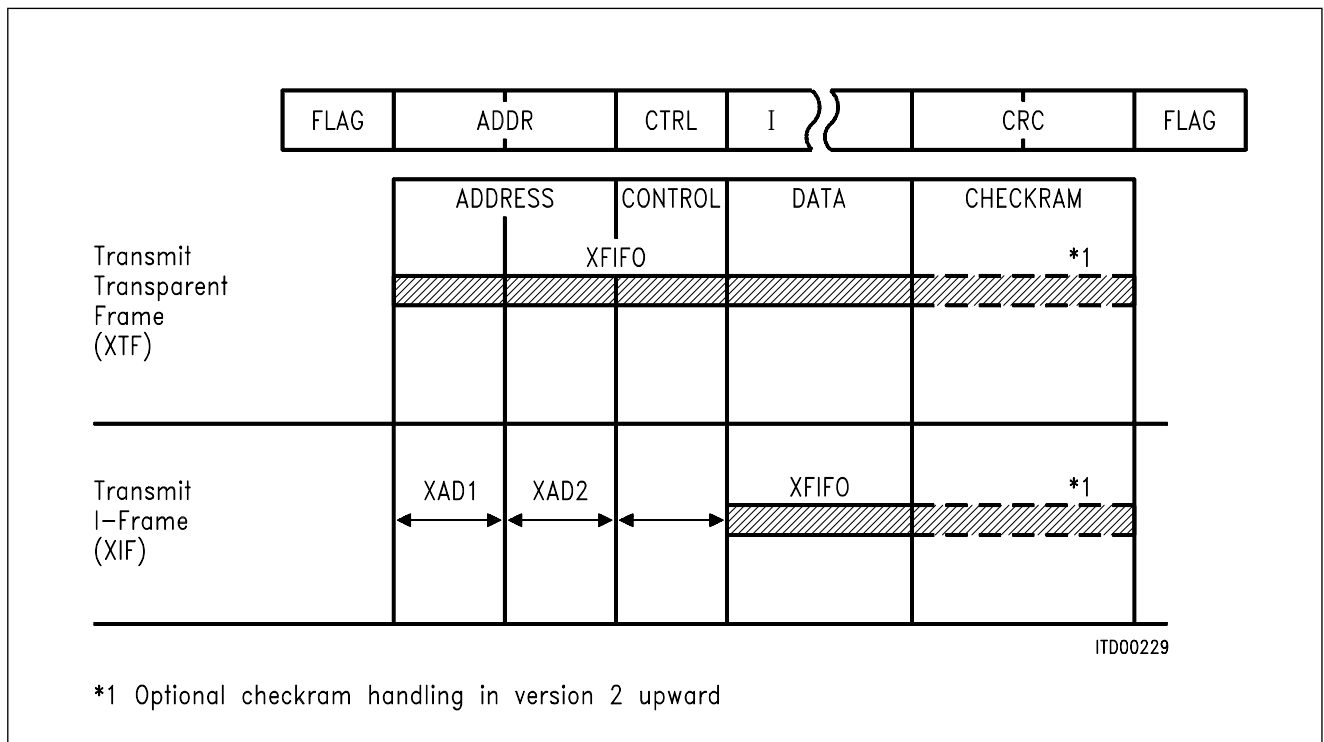 FLAG ADDR CTRL I CRC FLAG
ADDRESS CONTROL DATA CHECKRAM
Transmit
Transparent
Frame
(XTF)
XFIFO *1
Transmit
I-Frame
(XIF)
XAD1 XAD2 XFIFO *1
ITD00229
*1 Optional checkram handling in version 2 upward